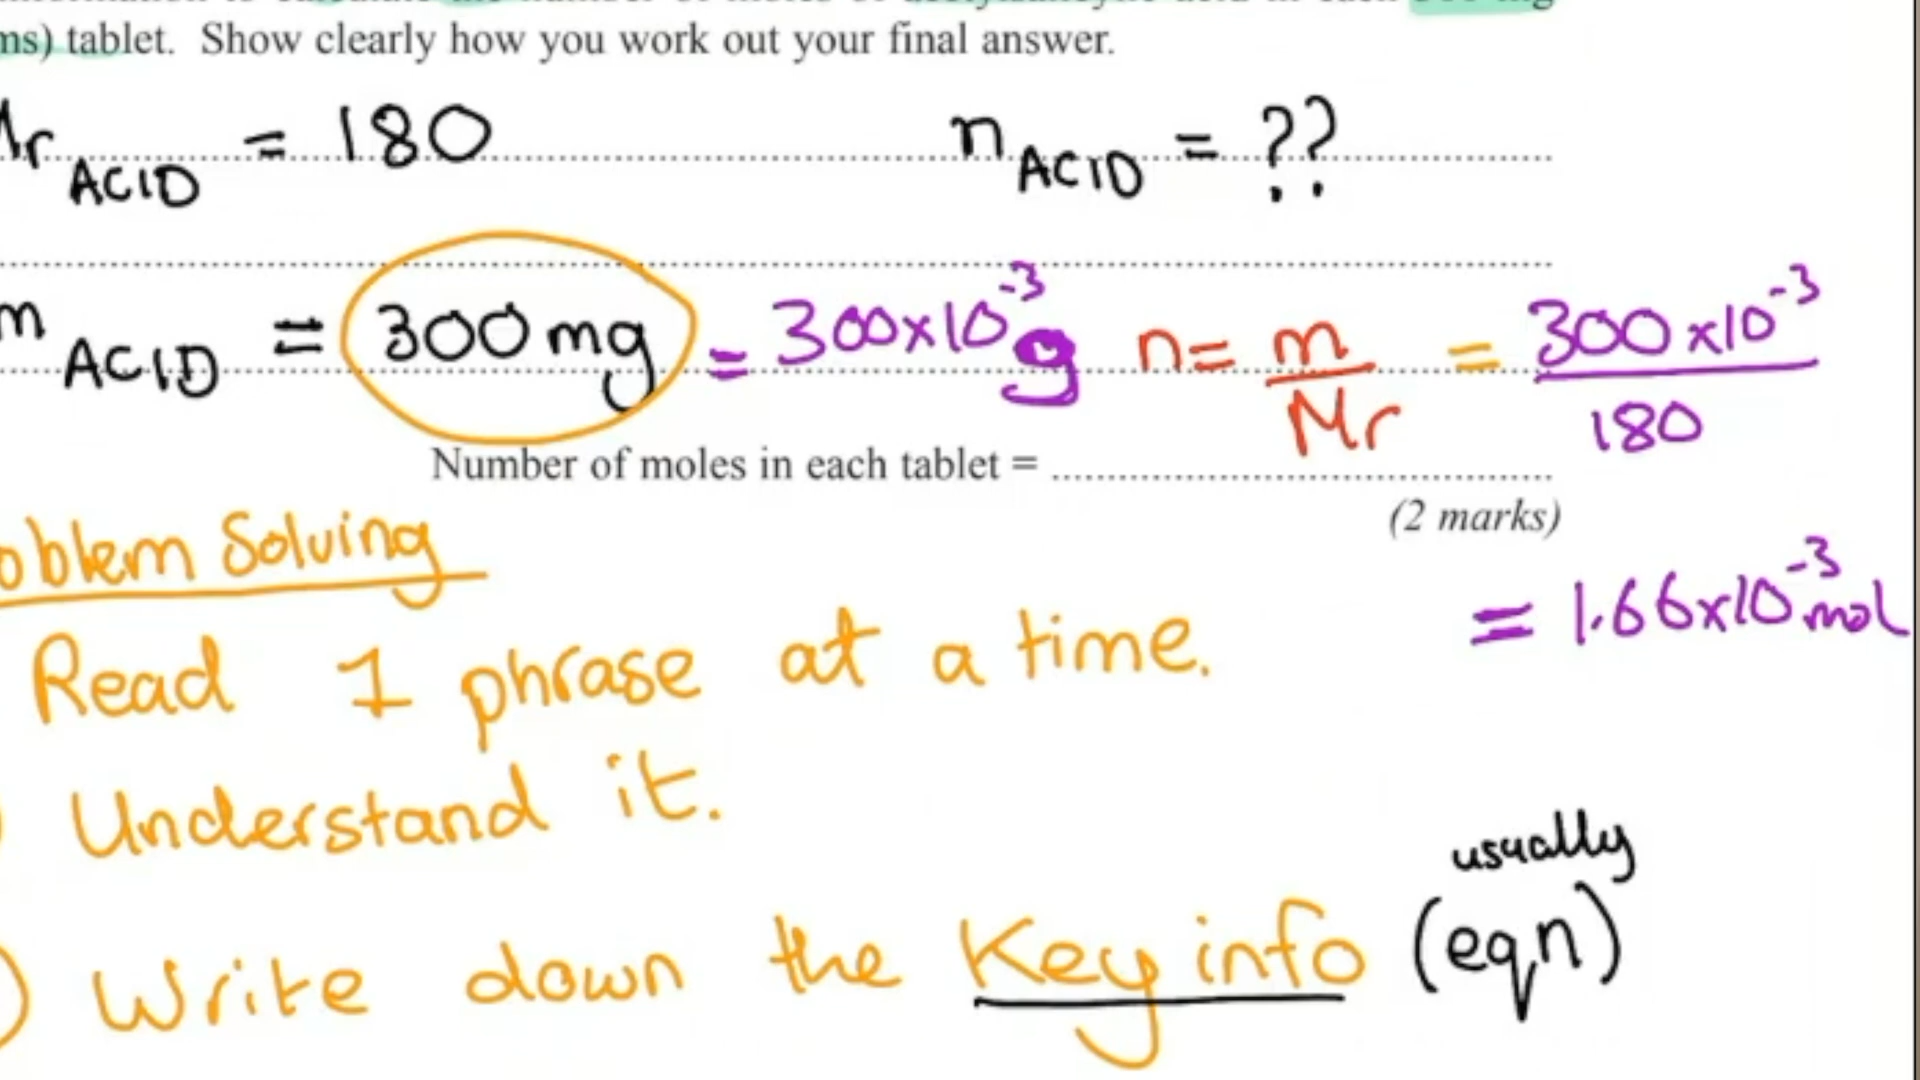 ms) tablet. Show clearly how you work out your final answer.
Mr ACID = 180 n ACID = ??
m ACID = 300 mg = 300x10⁻³ g n = m/Mr = 300x10⁻³/180
Number of moles in each tablet =
(2 marks)
oblem Solving
= 1.66x10⁻³ mol
Read 1 phrase at a time.
Understand it.
usually
Write down the Key info (eqn)